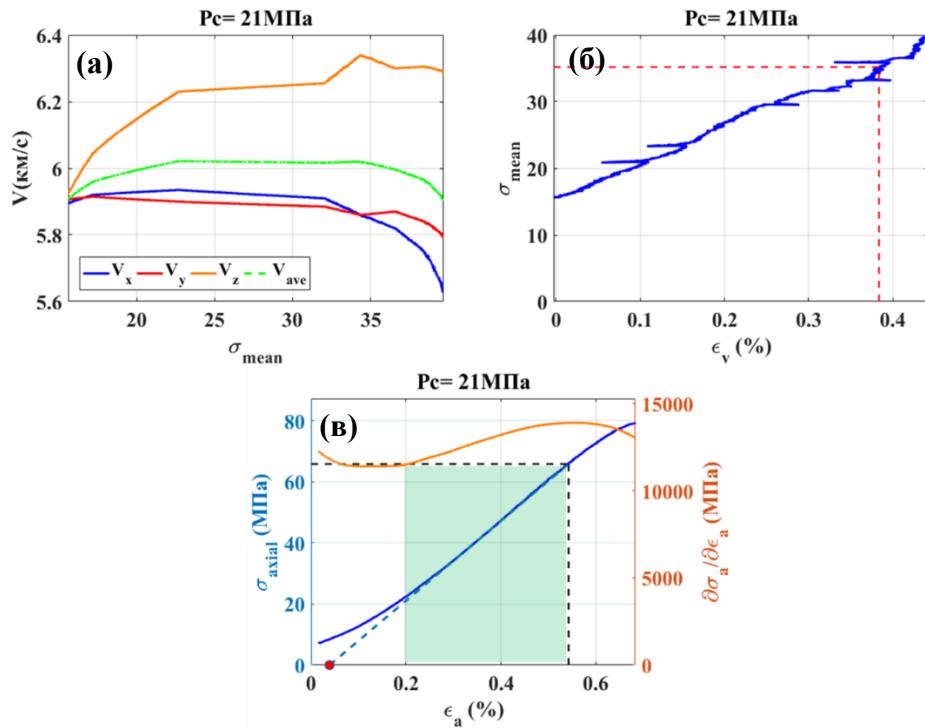 Pc= 21МПа
(а)
V(км/с)
6.4
6.2
6
5.8
5.6
V_x V_y V_z V_ave
20 25 30 35
σ_mean
Pc= 21МПа
(б)
σ_mean
40
30
20
10
0
0 0.1 0.2 0.3 0.4
ϵ_v (%)
Pc= 21МПа
(в)
σ_axial (МПа)
80
60
40
20
0
0 0.2 0.4 0.6
ϵ_a (%)
15000
10000
5000
0
∂σ_a/∂ϵ_a (МПа)